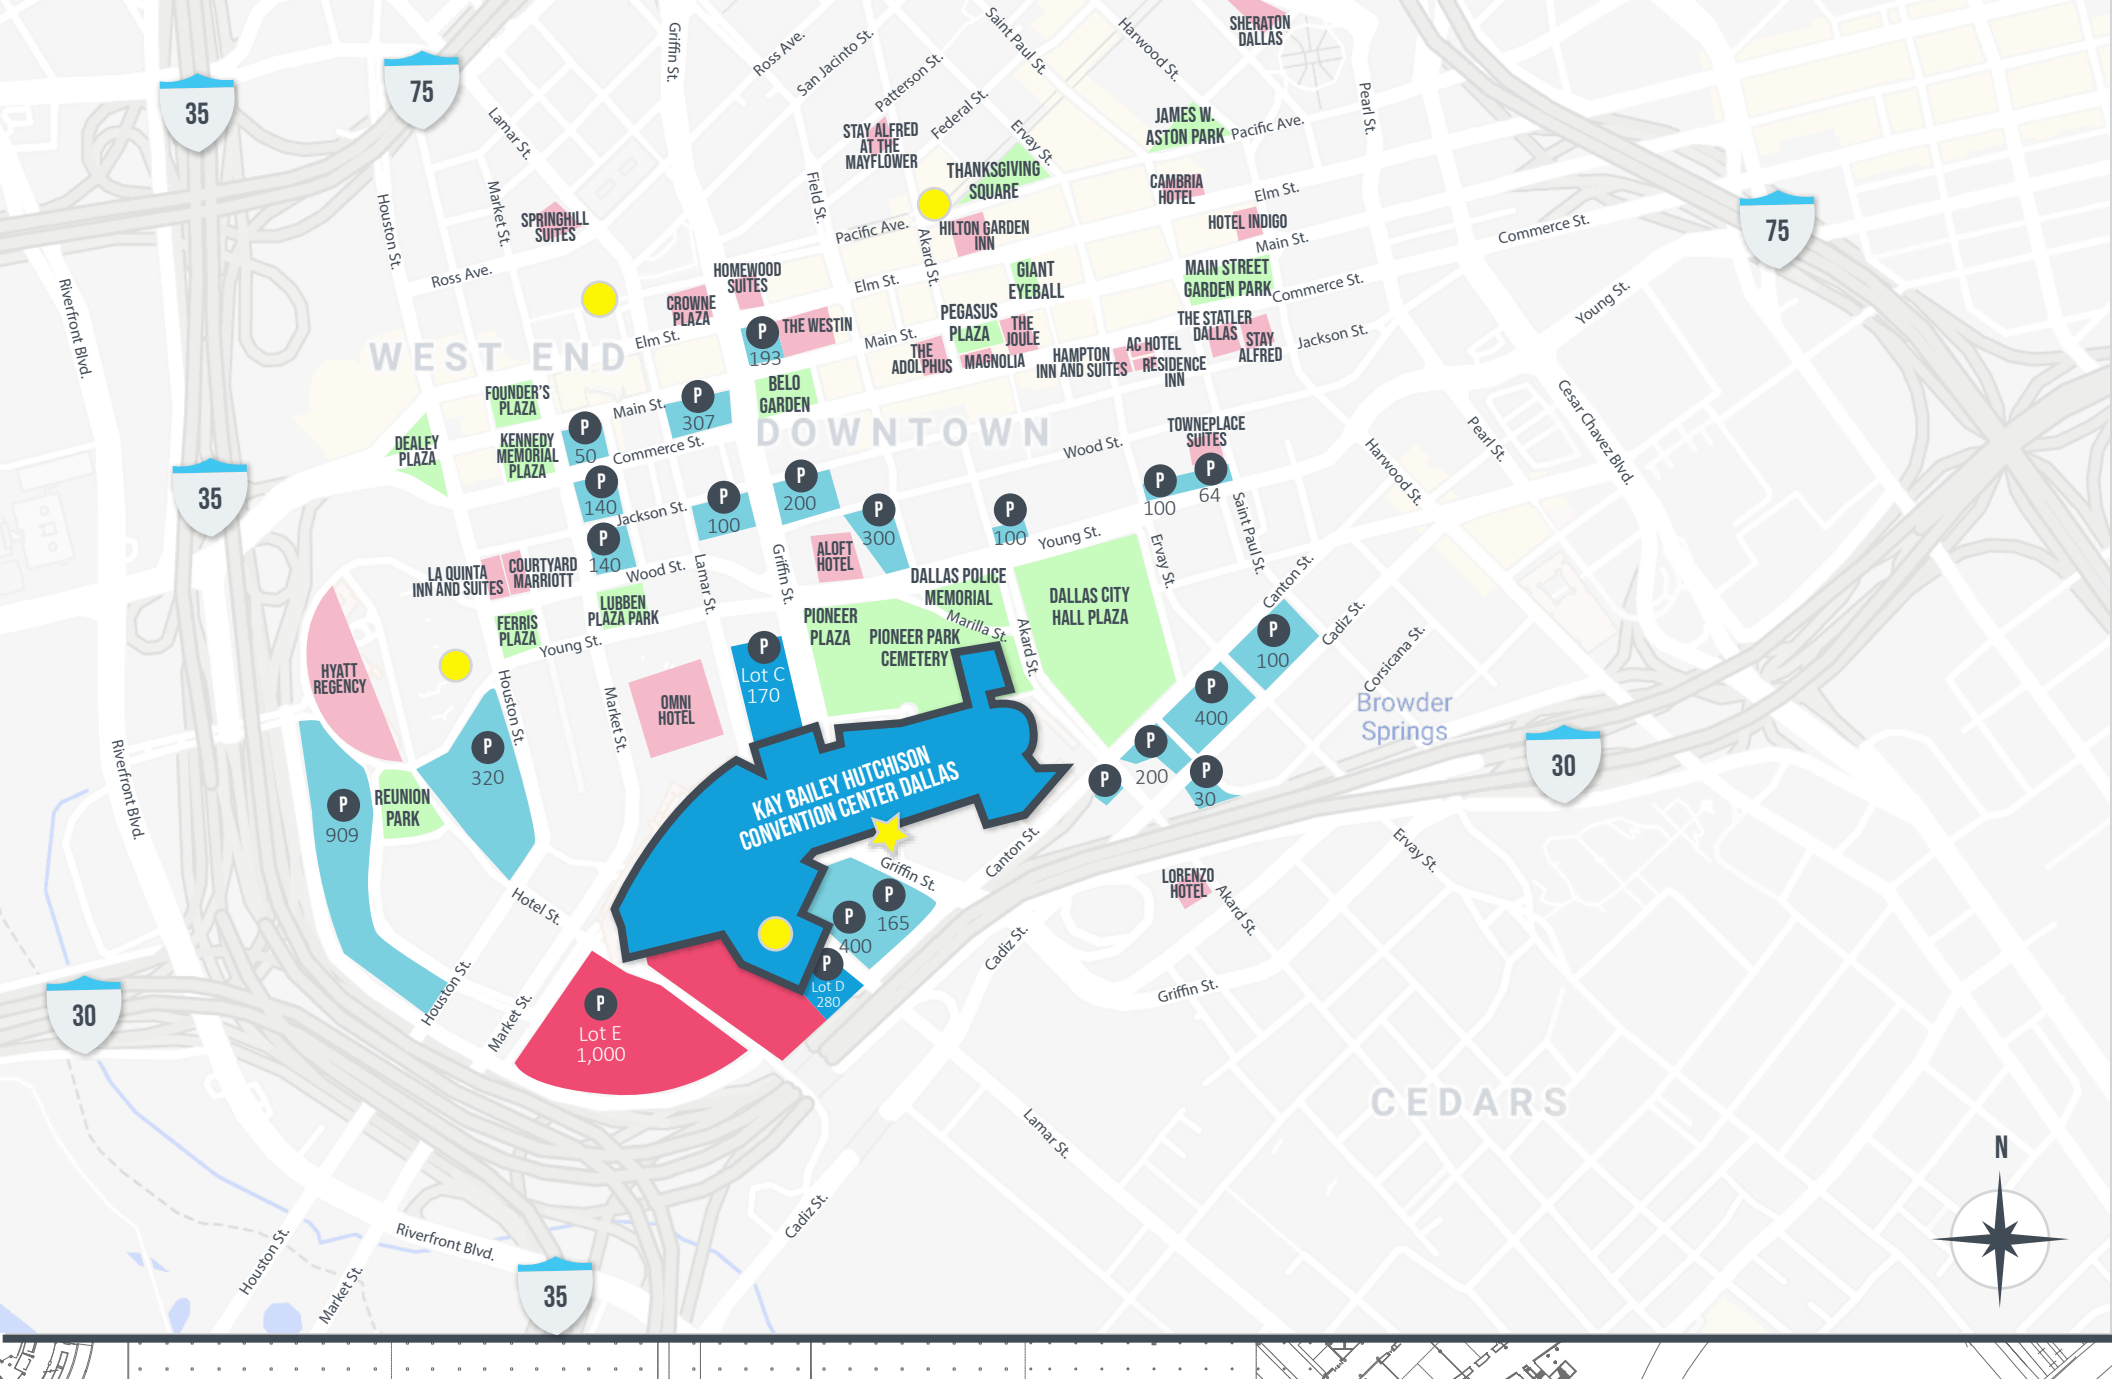 SHERATON
DALLAS
Griffin St.
Ross Ave.
San Jacinto St.
Patterson St.
Federal St.
Saint Paul St.
Harwood St.
Pearl St.
35
75
Lamar St.
STAY ALFRED
AT THE
MAYFLOWER
Ervay St.
JAMES W.
ASTON PARK
Pacific Ave.
THANKSGIVING
SQUARE
CAMBRIA
HOTEL
Elm St.
Houston St.
Market St.
SPRINGHILL
SUITES
Field St.
Pacific Ave.
Akard St.
HILTON GARDEN
INN
HOTEL INDIGO
Main St.
Commerce St.
75
Ross Ave.
HOMEWOOD
SUITES
CROWNE
PLAZA
Elm St.
GIANT
EYEBALL
MAIN STREET
GARDEN PARK
Commerce St.
Young St.
Riverfront Blvd.
Elm St.
P
193
THE WESTIN
Main St.
PEGASUS
PLAZA
THE
JOULE
THE STATLER
DALLAS
STAY
ALFRED
Jackson St.
WEST END
THE
ADOLPHUS
MAGNOLIA
HAMPTON
INN AND SUITES
AC HOTEL
RESIDENCE
INN
FOUNDER'S
PLAZA
Main St.
P
307
BELO
GARDEN
DOWNTOWN
DEALEY
PLAZA
KENNEDY
MEMORIAL
PLAZA
P
50
Commerce St.
Wood St.
TOWNEPLACE
SUITES
Harwood St.
Pearl St.
Cesar Chavez Blvd.
35
P
140
Jackson St.
P
100
P
200
P
300
P
100
P
100
P
64
Saint Paul St.
P
140
Wood St.
Lamar St.
Griffin St.
ALOFT
HOTEL
Young St.
Ervay St.
LA QUINTA
INN AND SUITES
COURTYARD
MARRIOTT
DALLAS POLICE
MEMORIAL
DALLAS CITY
HALL PLAZA
Canton St.
Cadiz St.
FERRIS
PLAZA
LUBBEN
PLAZA PARK
Young St.
PIONEER
PLAZA
PIONEER PARK
CEMETERY
Marilla St.
Akard St.
P
100
Corsicana St.
HYATT
REGENCY
Houston St.
Market St.
OMNI
HOTEL
P
Lot C
170
P
400
Browder
Springs
30
P
320
P
200
P
P
30
Riverfront Blvd.
P
909
REUNION
PARK
KAY BAILEY HUTCHISON
CONVENTION CENTER DALLAS
Griffin St.
Canton St.
Ervay St.
LORENZO
HOTEL
Akard St.
Hotel St.
P
165
P
400
Cadiz St.
P
Lot D
280
Griffin St.
Houston St.
Market St.
30
P
Lot E
1,000
CEDARS
Lamar St.
N
Cadiz St.
Riverfront Blvd.
Houston St.
Market St.
35